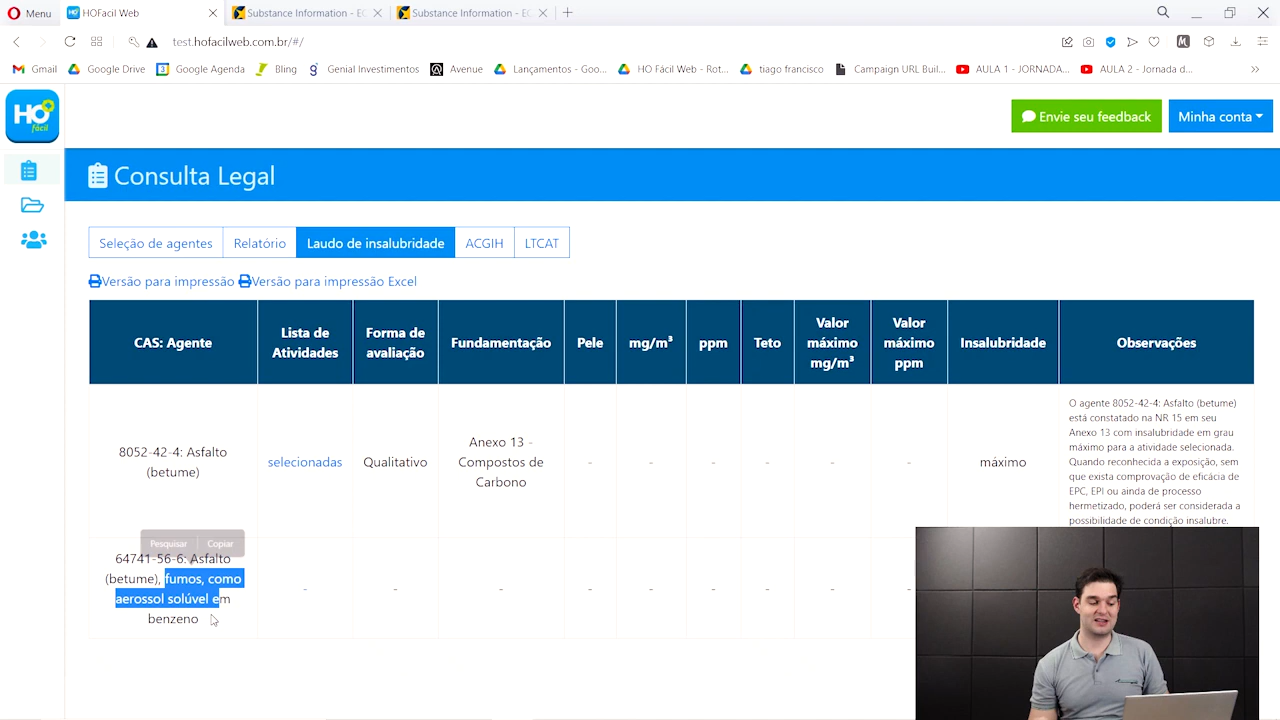 Menu
HOFacil Web
Substance Information - EC
Substance Information - EC
test.hofacilweb.com.br/#/
Gmail
Google Drive
Google Agenda
Bling
Genial Investimentos
Avenue
Lançamentos - Goo...
HO Fácil Web - Rot...
tiago francisco
Campaign URL Buil...
AULA 1 - JORNADA...
AULA 2 - Jornada d...
HO
fácil
Envie seu feedback
Minha conta
Consulta Legal
Seleção de agentes
Relatório
Laudo de insalubridade
ACGIH
LTCAT
Versão para impressão
Versão para impressão Excel
CAS: Agente
Lista de
Atividades
Forma de
avaliação
Fundamentação
Pele
mg/m³
ppm
Teto
Valor
máximo
mg/m³
Valor
máximo
ppm
Insalubridade
Observações
8052-42-4: Asfalto
(betume)
selecionadas
Qualitativo
Anexo 13 -
Compostos de
Carbono
-
-
-
-
-
-
máximo
O agente 8052-42-4: Asfalto (betume)
está constatado na NR 15 em seu
Anexo 13 com insalubridade em grau
máximo para a atividade selecionada.
Quando reconhecida a exposição, sem
que exista comprovação de eficácia de
EPC, EPI ou ainda de processo
hermetizado, poderá ser considerada a
possibilidade de condição insalubre.
Pesquisar
Copiar
64741-56-6: Asfalto
(betume), fumos, como
aerossol solúvel em
benzeno
-
-
-
-
-
-
-
-
-